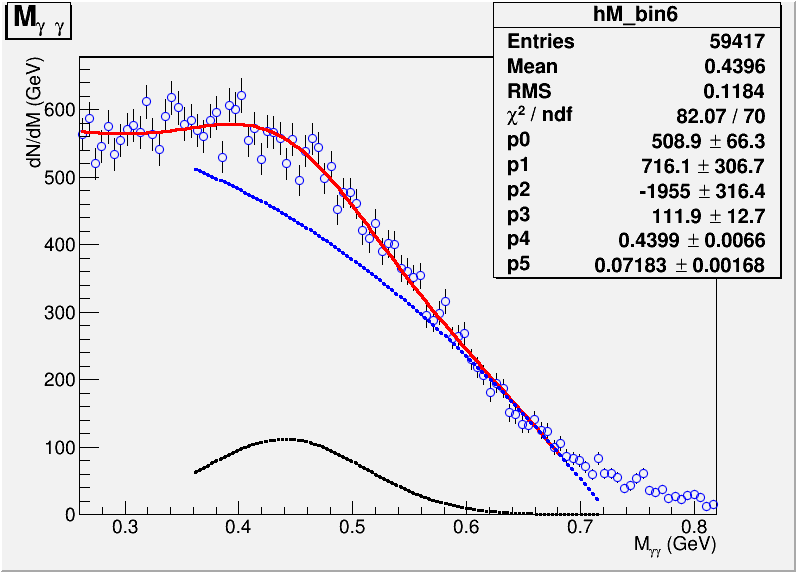 Mγ γ
hM_bin6
Entries 59417
Mean 0.4396
RMS 0.1184
χ² / ndf 82.07 / 70
p0 508.9 ± 66.3
p1 716.1 ± 306.7
p2 -1955 ± 316.4
p3 111.9 ± 12.7
p4 0.4399 ± 0.0066
p5 0.07183 ± 0.00168
dN/dM (GeV)
600
500
400
300
200
100
0
0.3 0.4 0.5 0.6 0.7 0.8
Mγγ (GeV)